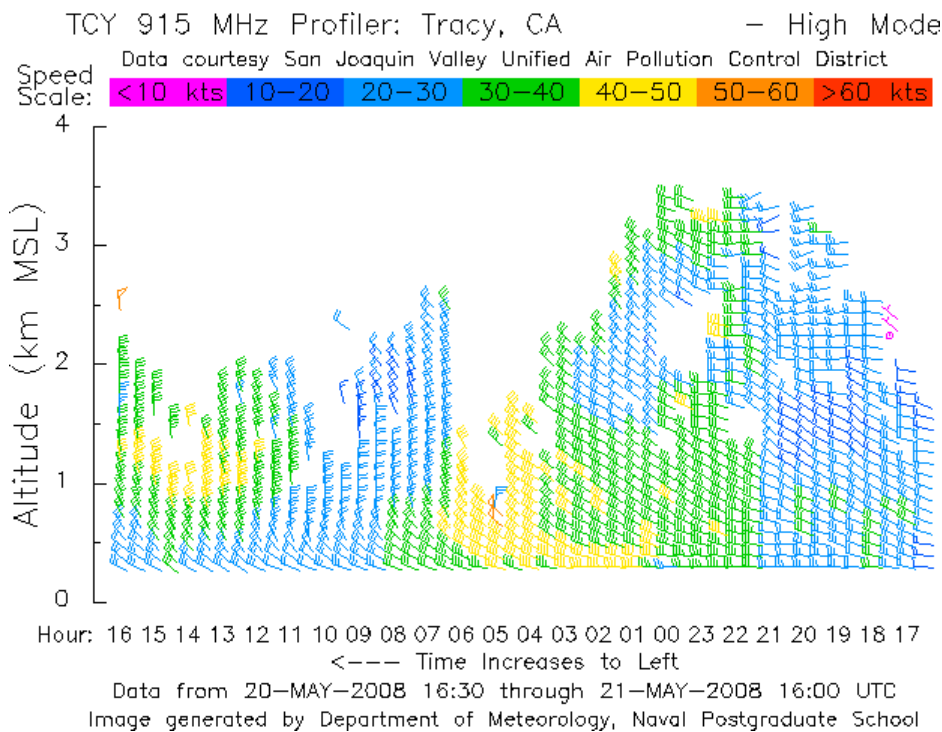 TCY 915 MHz Profiler: Tracy, CA — High Mode
Data courtesy San Joaquin Valley Unified Air Pollution Control District
Speed Scale: <10 kts 10-20 20-30 30-40 40-50 50-60 >60 kts
4
3
2
1
0
Altitude (km MSL)
Hour: 16 15 14 13 12 11 10 09 08 07 06 05 04 03 02 01 00 23 22 21 20 19 18 17
<--- Time Increases to Left
Data from 20-MAY-2008 16:30 through 21-MAY-2008 16:00 UTC
Image generated by Department of Meteorology, Naval Postgraduate School